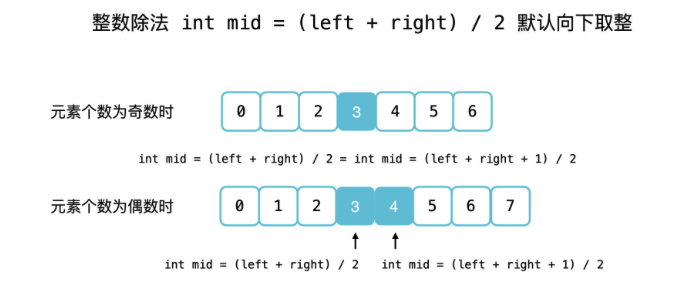 整数除法 int mid = (left + right) / 2 默认向下取整
元素个数为奇数时 0 1 2 3 4 5 6
int mid = (left + right) / 2 = int mid = (left + right + 1) / 2
元素个数为偶数时 0 1 2 3 4 5 6 7
int mid = (left + right) / 2 int mid = (left + right + 1) / 2